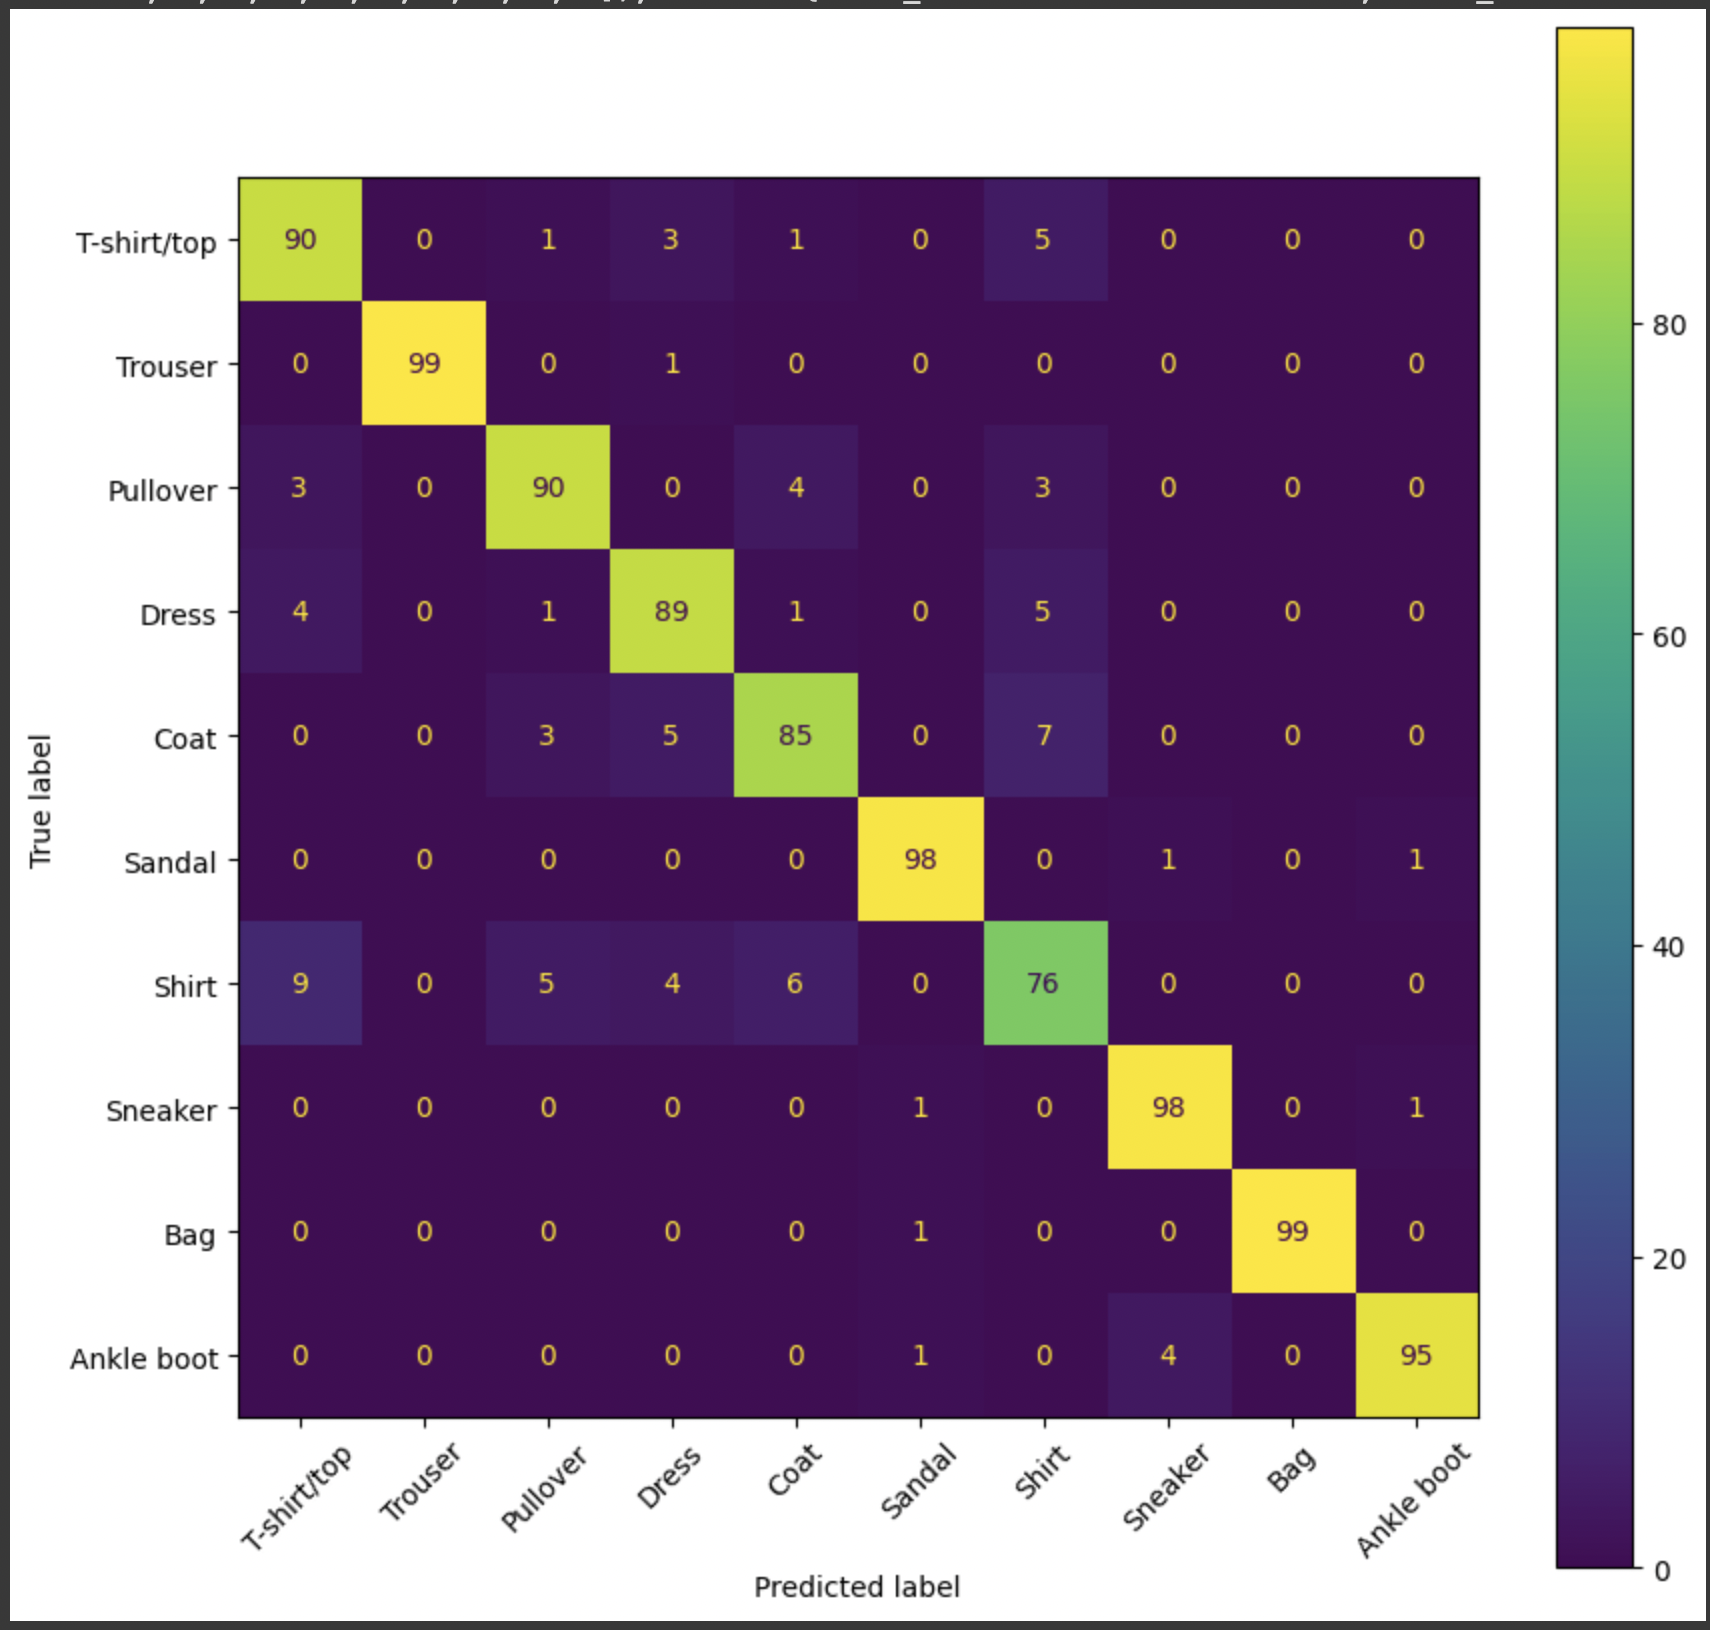 T-shirt/top 90 0 1 3 1 0 5 0 0 0
Trouser 0 99 0 1 0 0 0 0 0 0
80
Pullover 3 0 90 0 4 0 3 0 0 0
Dress 4 0 1 89 1 0 5 0 0 0
60
Coat 0 0 3 5 85 0 7 0 0 0
True label
Sandal 0 0 0 0 0 98 0 1 0 1
40
Shirt 9 0 5 4 6 0 76 0 0 0
Sneaker 0 0 0 0 0 1 0 98 0 1
Bag 0 0 0 0 0 1 0 0 99 0
20
Ankle boot 0 0 0 0 0 1 0 4 0 95
T-shirt/top Trouser Pullover Dress Coat Sandal Shirt Sneaker Bag Ankle boot
0
Predicted label